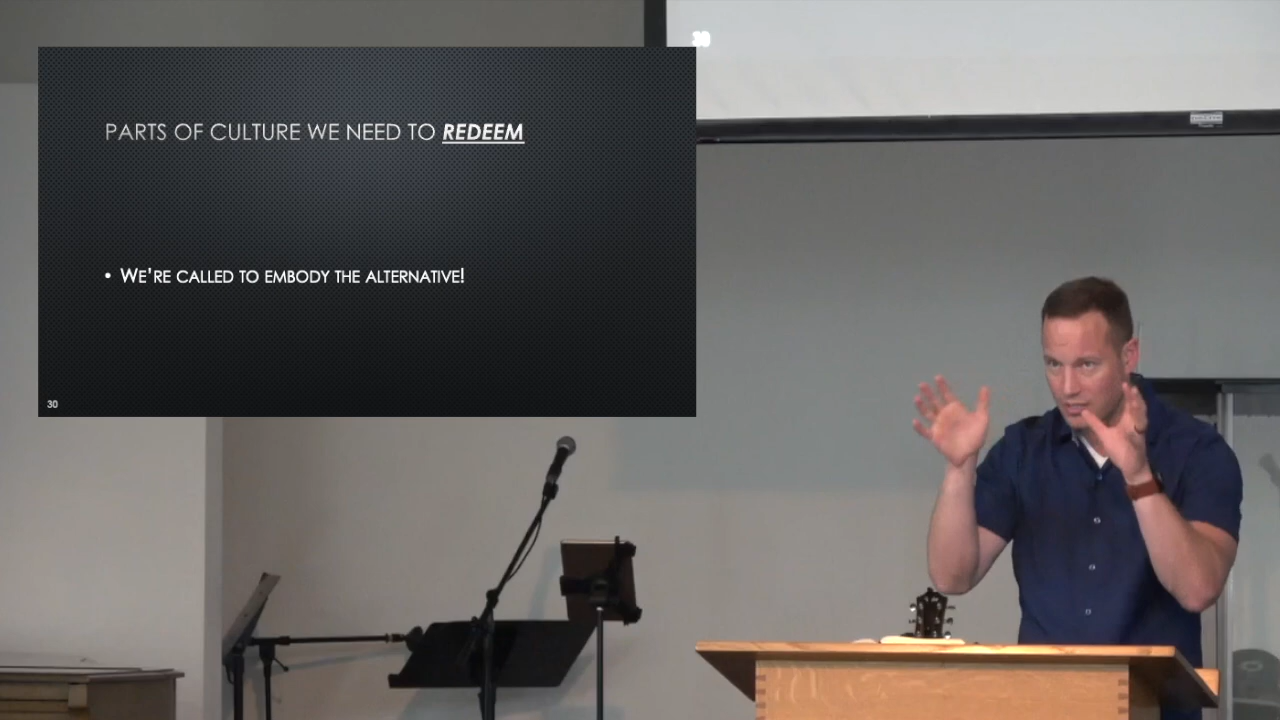 PARTS OF CULTURE WE NEED TO REDEEM
• WE'RE CALLED TO EMBODY THE ALTERNATIVE!
30